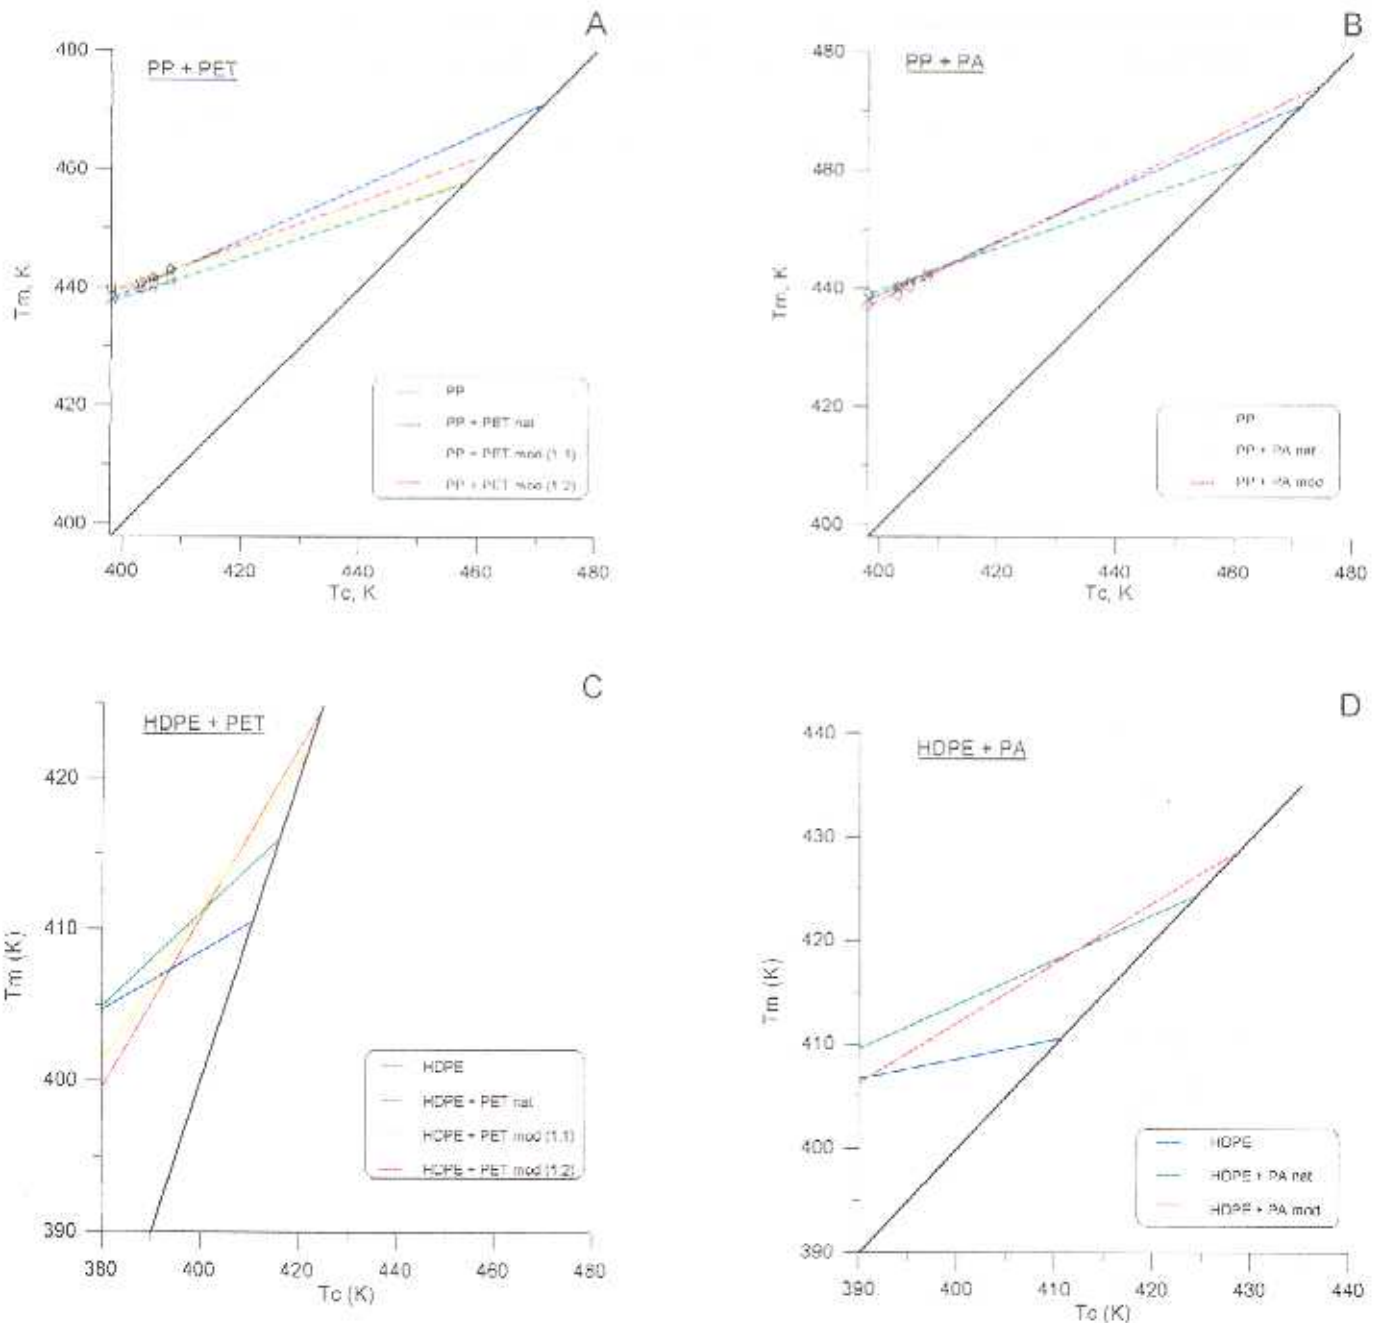 A
480
PP + PET
460
440
420
400
Tm, K
PP
PP + PET nat
PP + PET mod (1:1)
PP + PET mod (1:2)
400 420 440 460 480
Tc, K
B
480
PP + PA
460
440
420
400
Tm, K
PP
PP + PA nat
PP + PA mod
400 420 440 460 480
Tc, K
C
HDPE + PET
420
410
400
390
Tm (K)
HDPE
HDPE + PET nat
HDPE + PET mod (1:1)
HDPE + PET mod (1:2)
380 400 420 440 460 480
Tc (K)
D
440
HDPE + PA
430
420
410
400
390
Tm (K)
HDPE
HDPE + PA nat
HDPE + PA mod
390 400 410 420 430 440
Tc (K)